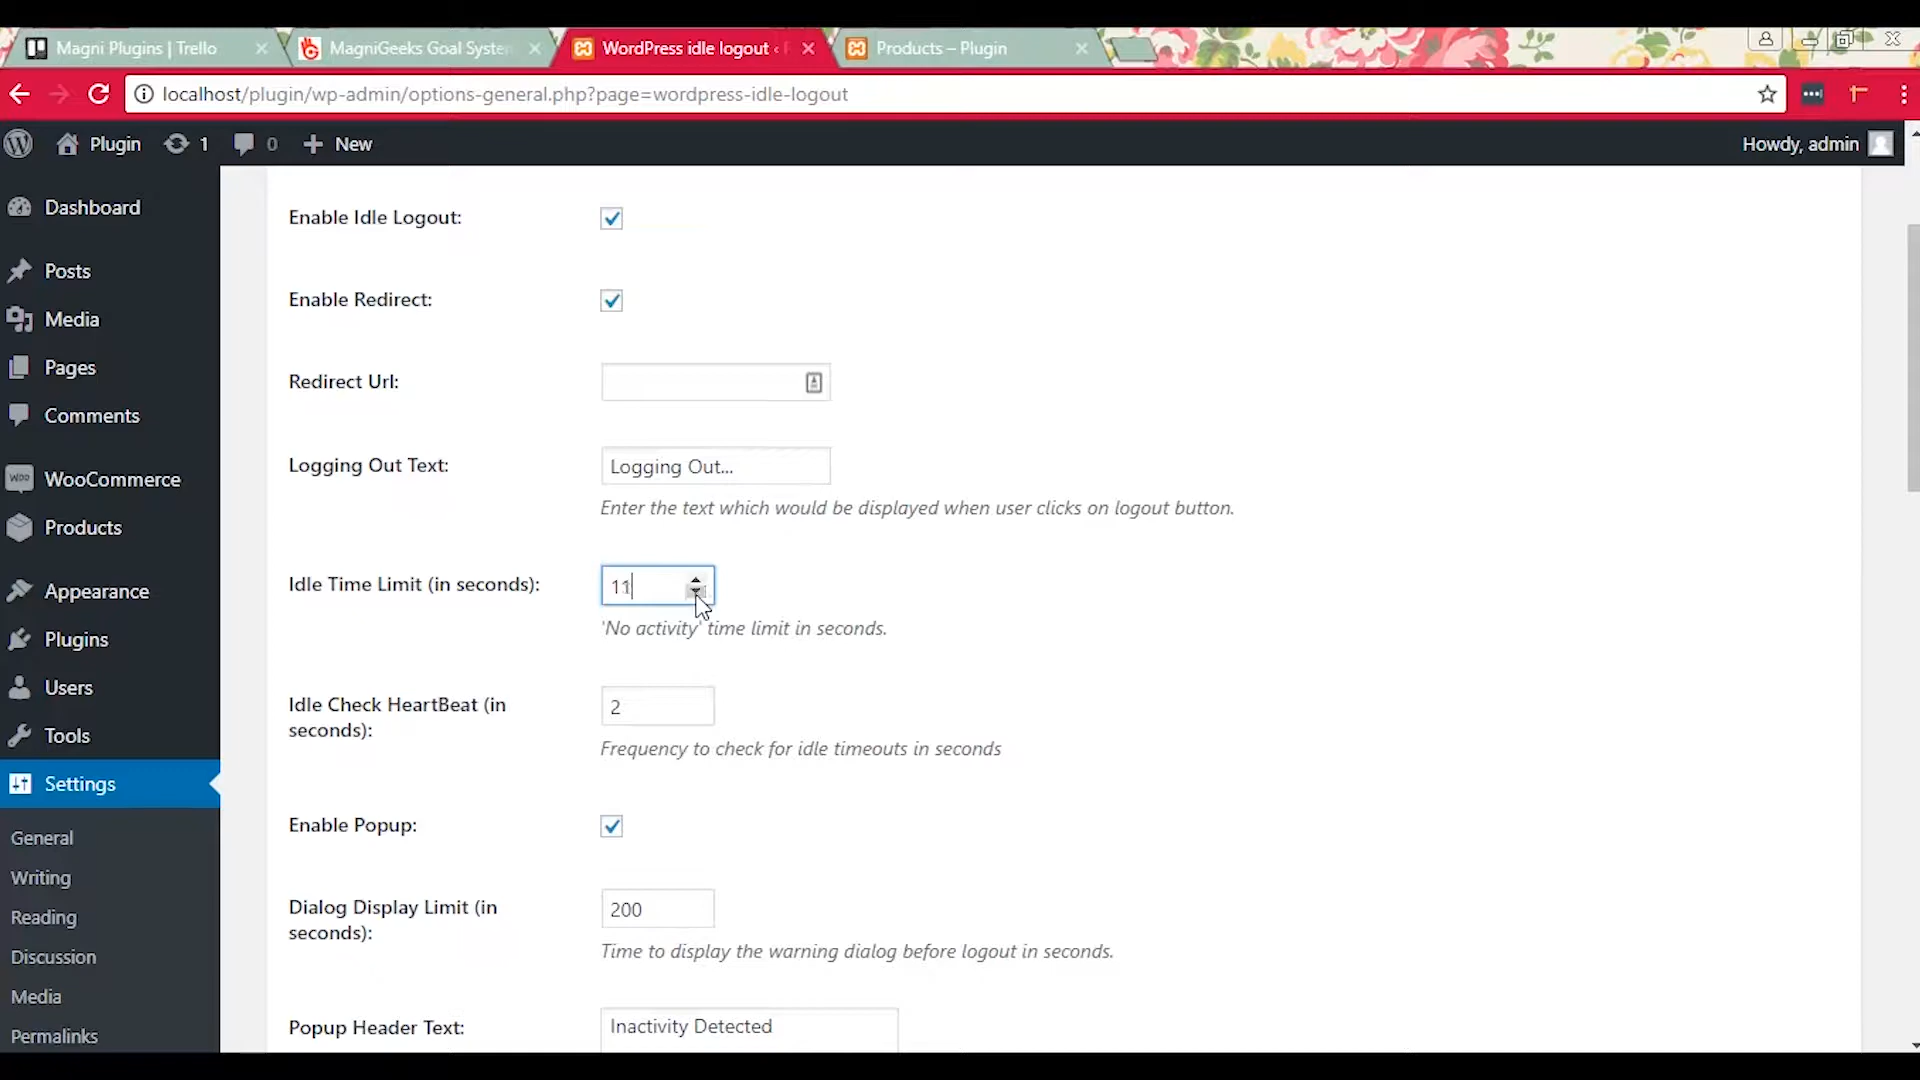 Magni Plugins | Trello
MagniGeeks Goal System
WordPress idle logout ‹
Products – Plugin
localhost/plugin/wp-admin/options-general.php?page=wordpress-idle-logout
Plugin
1
0
New
Howdy, admin
Dashboard
Posts
Media
Pages
Comments
WOO
WooCommerce
Products
Appearance
Plugins
Users
Tools
Settings
General
Writing
Reading
Discussion
Media
Permalinks
Enable Idle Logout:
Enable Redirect:
Redirect Url:
Logging Out Text:
Logging Out...
Enter the text which would be displayed when user clicks on logout button.
Idle Time Limit (in seconds):
11
'No activity' time limit in seconds.
Idle Check HeartBeat (in
seconds):
2
Frequency to check for idle timeouts in seconds
Enable Popup:
Dialog Display Limit (in
seconds):
200
Time to display the warning dialog before logout in seconds.
Popup Header Text:
Inactivity Detected